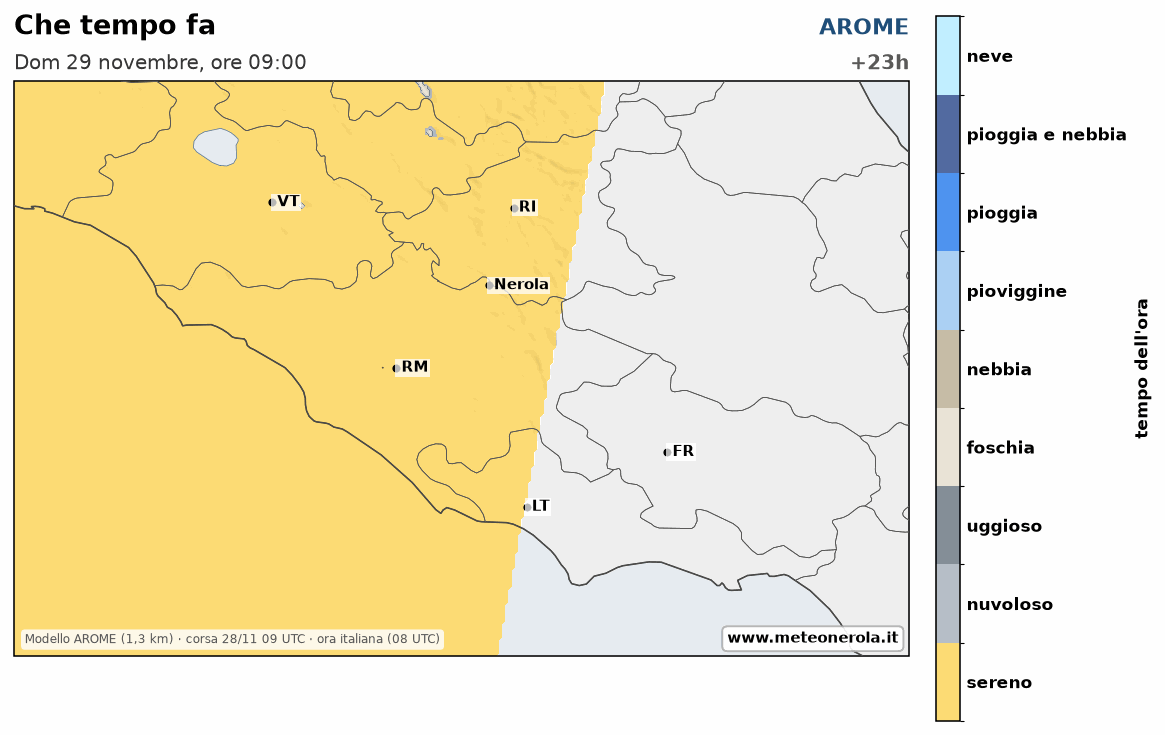 Che tempo fa
AROME
Dom 29 novembre, ore 09:00
+23h
VT
RI
Nerola
RM
FR
LT
Modello AROME (1,3 km) · corsa 28/11 09 UTC · ora italiana (08 UTC)
www.meteonerola.it
neve
pioggia e nebbia
pioggia
pioviggine
nebbia
foschia
uggioso
nuvoloso
sereno
tempo dell'ora